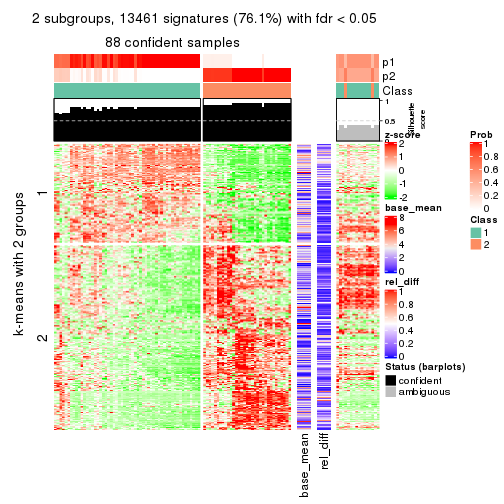 2 subgroups, 13461 signatures (76.1%) with fdr < 0.05
88 confident samples
p1
p2
Class
1
0.5
Silhouette
score
k-means with 2 groups
1
2
base_mean
rel_diff
z-score
2
1
0
-1
-2
base_mean
8
6
4
2
0
rel_diff
1
0.8
0.6
0.4
0.2
0
Status (barplots)
confident
ambiguous
Prob
1
0.8
0.6
0.4
0.2
0
Class
1
2